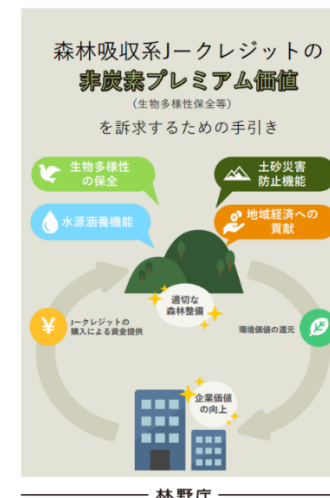 森林吸収系J－クレジットの
非炭素プレミアム価値
（生物多様性保全等）
を訴求するための手引き
生物多様性
の保全
土砂災害
防止機能
水源涵養機能
地域経済への
貢献
適切な
森林整備
¥
J－クレジットの
購入による資金提供
環境価値の還元
企業価値
の向上
林野庁